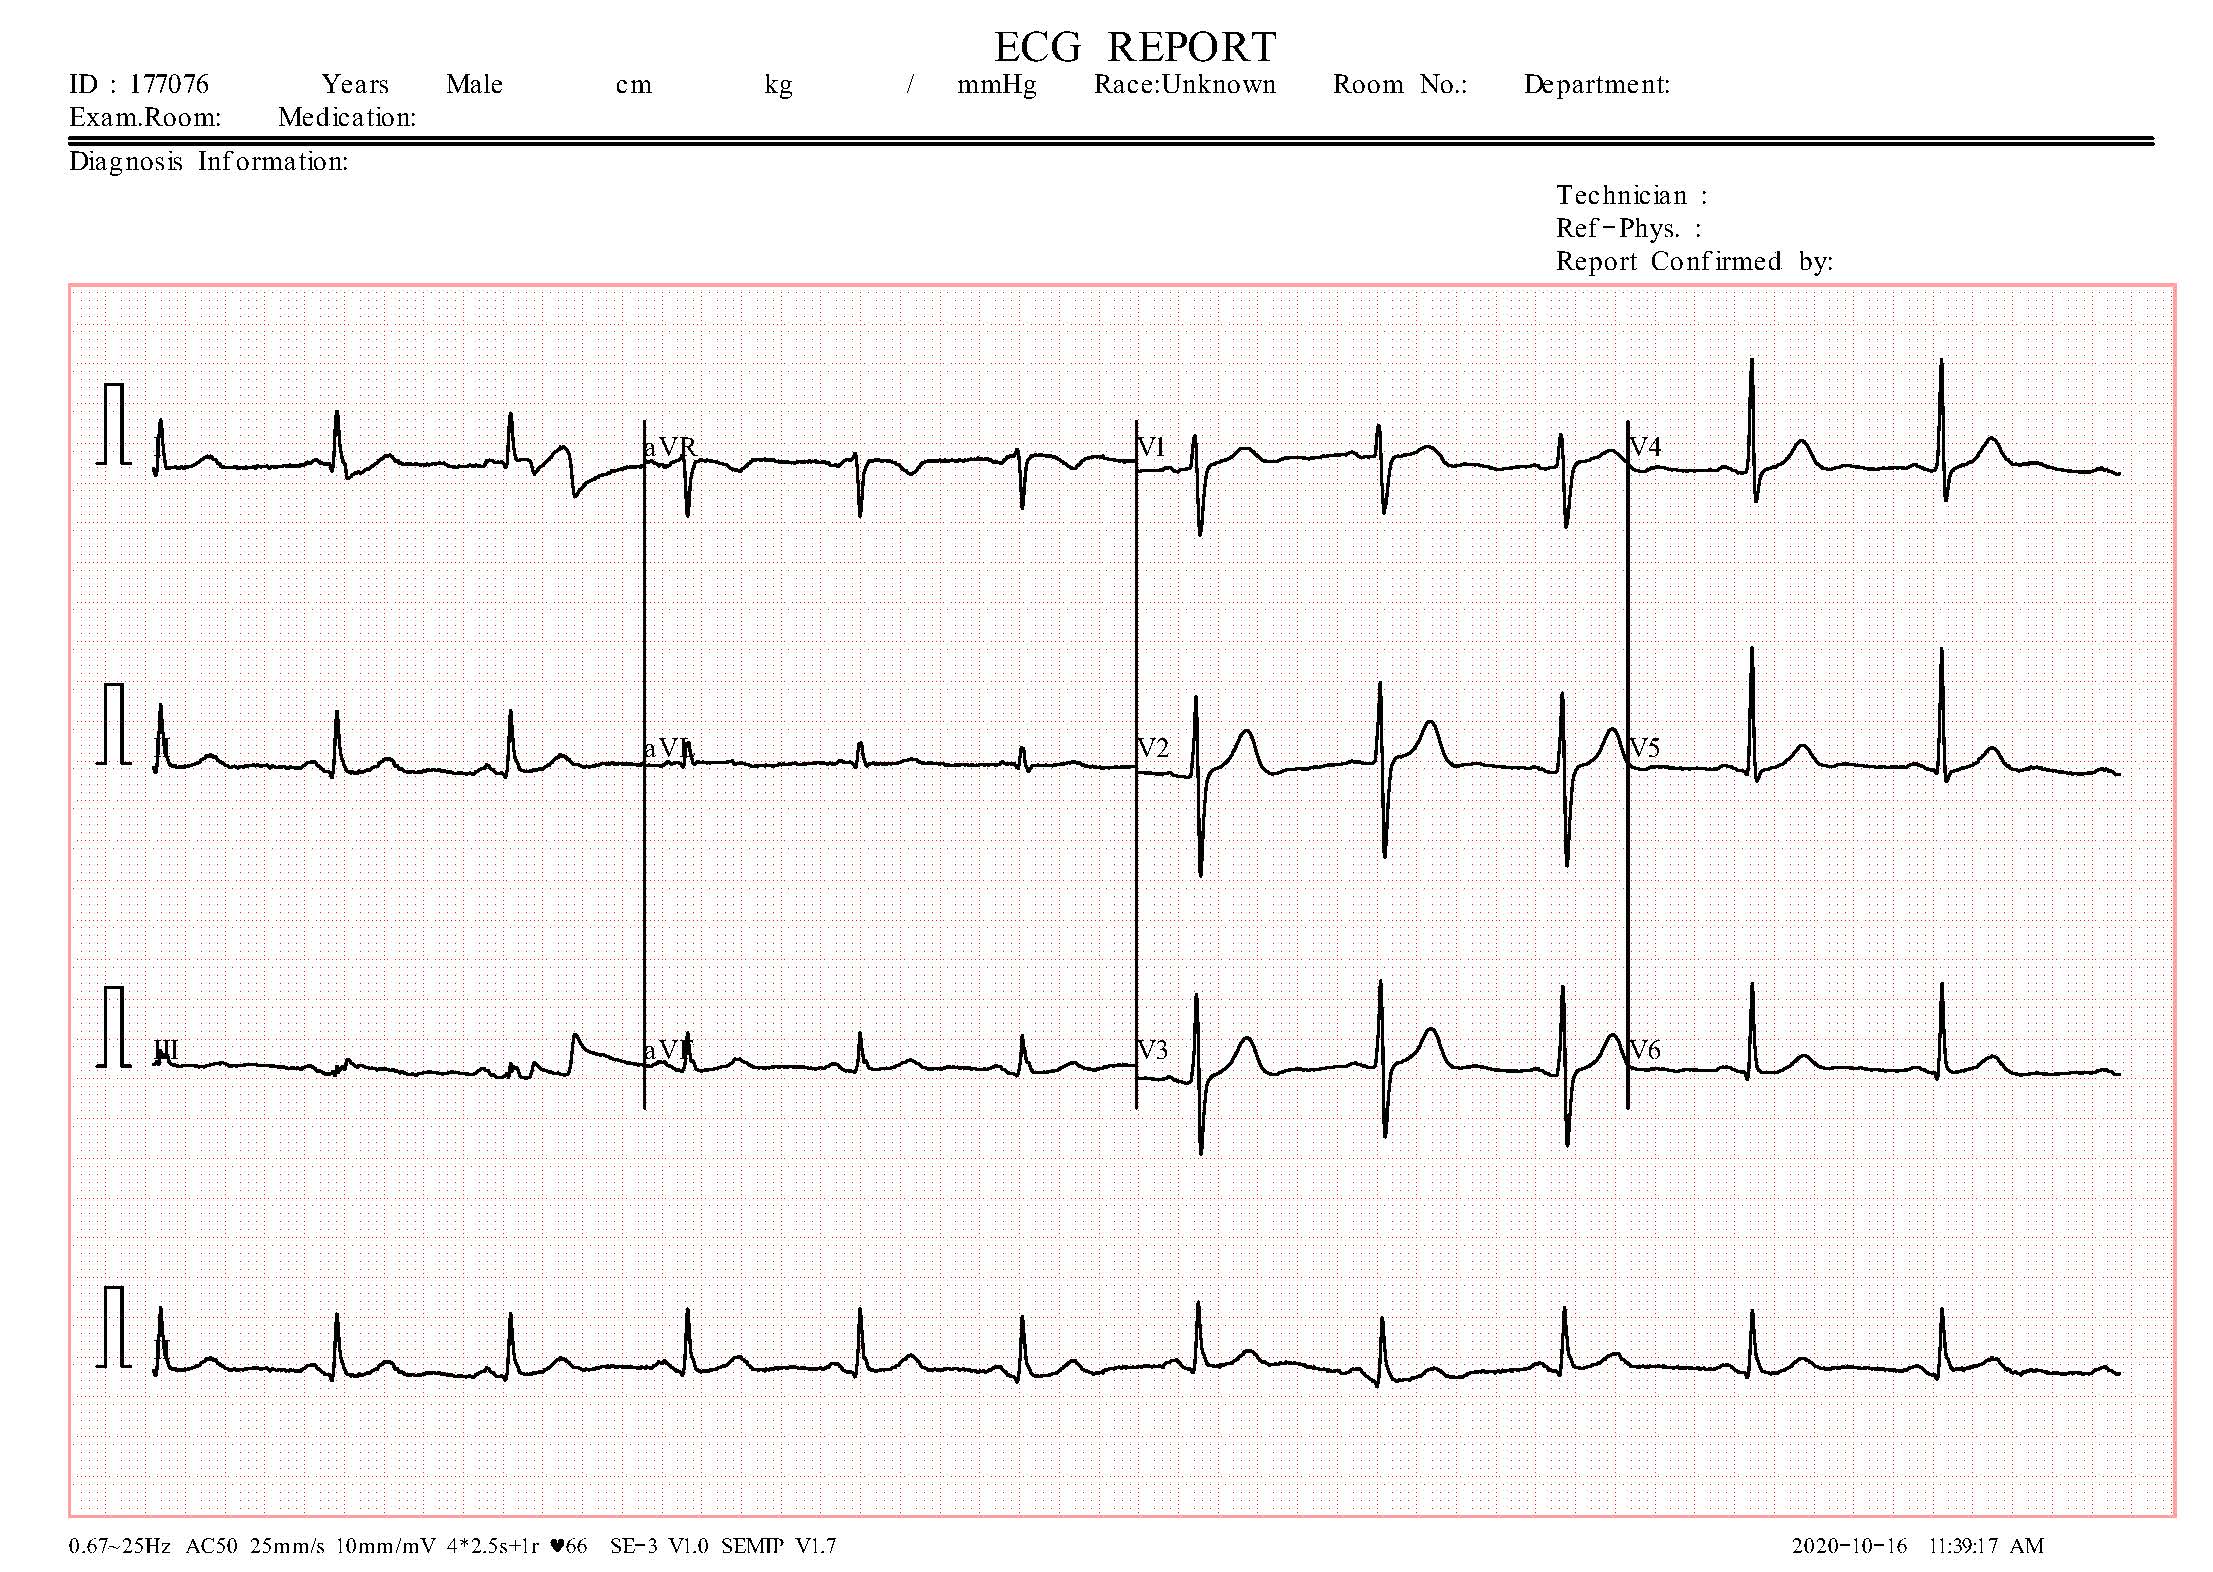 ECG REPORT
ID : 177076 Years Male cm kg / mmHg Race:Unknown Room No.: Department:
Exam.Room: Medication:
Diagnosis Information:
Technician :
Ref-Phys. :
Report Confirmed by:
aVR V1 V4
II aVL V2 V5
III aVF V3 V6
II
0.67~25Hz AC50 25mm/s 10mm/mV 4*2.5s+1r ♥66 SE-3 V1.0 SEMIP V1.7
2020-10-16 11:39:17 AM